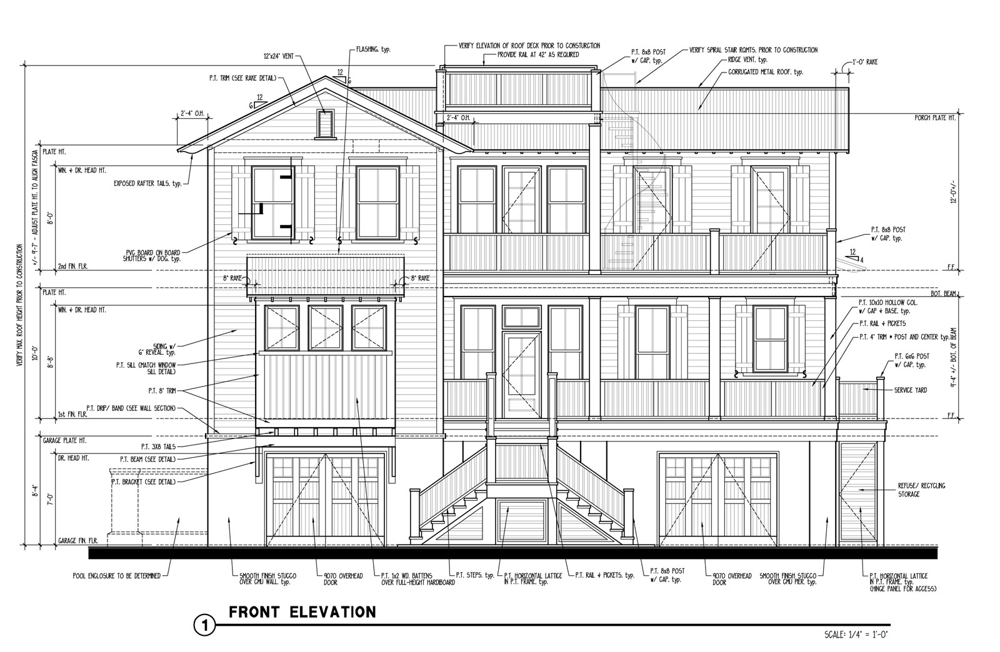 FLASHING, typ.
VERIFY ELEVATION OF ROOF DECK PRIOR TO CONSTURCTION
PROVIDE RAIL AT 42" AS REQUIRED
P.T. 8x8 POST
w/ CAP, typ.
VERIFY SPIRAL STAIR RQMTS. PRIOR TO CONSTRUCTION
RIDGE VENT, typ.
CORRUGATED METAL ROOF, typ.
1'-0" RAKE
12"x24" VENT
P.T. TRIM (SEE RAKE DETAIL)
12
6
12
6
2'-4" O.H.
2'-4" O.H.
PORCH PLATE HT.
PLATE HT.
WIN. + DR. HEAD HT.
EXPOSED RAFTER TAILS, typ.
+/- 9'-7" - ADJUST PLATE HT. TO ALIGN FASCIA
8'-0"
12'-0"+/-
P.T. 8x8 POST
w/ CAP, typ.
12
4
PVC BOARD ON BOARD
SHUTTERS w/ DOG, typ.
2nd FIN. FLR.
F.F.
8" RAKE
8" RAKE
VERIFY MAX. ROOF HEIGHT PRIOR TO CONSTRUCTION
PLATE HT.
BOT. BEAM
WIN. + DR. HEAD HT.
P.T. 10x10 HOLLOW COL.
w/ CAP + BASE, typ.
P.T. RAIL + PICKETS
P.T. 4" TRIM @ POST AND CENTER typ.
SIDING w/
6" REVEAL, typ.
10'-0"
8'-8"
9'-4" +/- BOT. OF BEAM
P.T. SILL (MATCH WINDOW
SILL DETAIL)
P.T. 6x6 POST
w/ CAP, typ.
P.T. 8" TRIM
SERVICE YARD
P.T. DRIP/ BAND (SEE WALL SECTION)
1st FIN. FLR.
F.F.
GARAGE PLATE HT.
P.T. 3X8 TAILS
DR. HEAD HT.
P.T. BEAM (SEE DETAIL)
P.T. BRACKET (SEE DETAIL)
8'-4"
7'-0"
REFUSE/ RECYCLING
STORAGE
GARAGE FIN. FLR.
POOL ENCLOSURE TO BE DETERMINED
SMOOTH FINISH STUCCO
OVER CMU WALL, typ.
9070 OVERHEAD
DOOR
P.T. 1x2 WD. BATTENS
OVER FULL-HEIGHT HARDIBOARD
P.T. STEPS, typ.
P.T. HORIZONTAL LATTICE
IN P.T. FRAME, typ.
P.T. RAIL + PICKETS, typ.
P.T. 8x8 POST
w/ CAP, typ.
9070 OVERHEAD
DOOR
SMOOTH FINISH STUCCO
OVER CMU PIER, typ.
P.T. HORIZONTAL LATTICE
IN P.T. FRAME, typ.
(HINGE PANEL FOR ACCESS)
1
FRONT ELEVATION
SCALE: 1/4" = 1'-0"